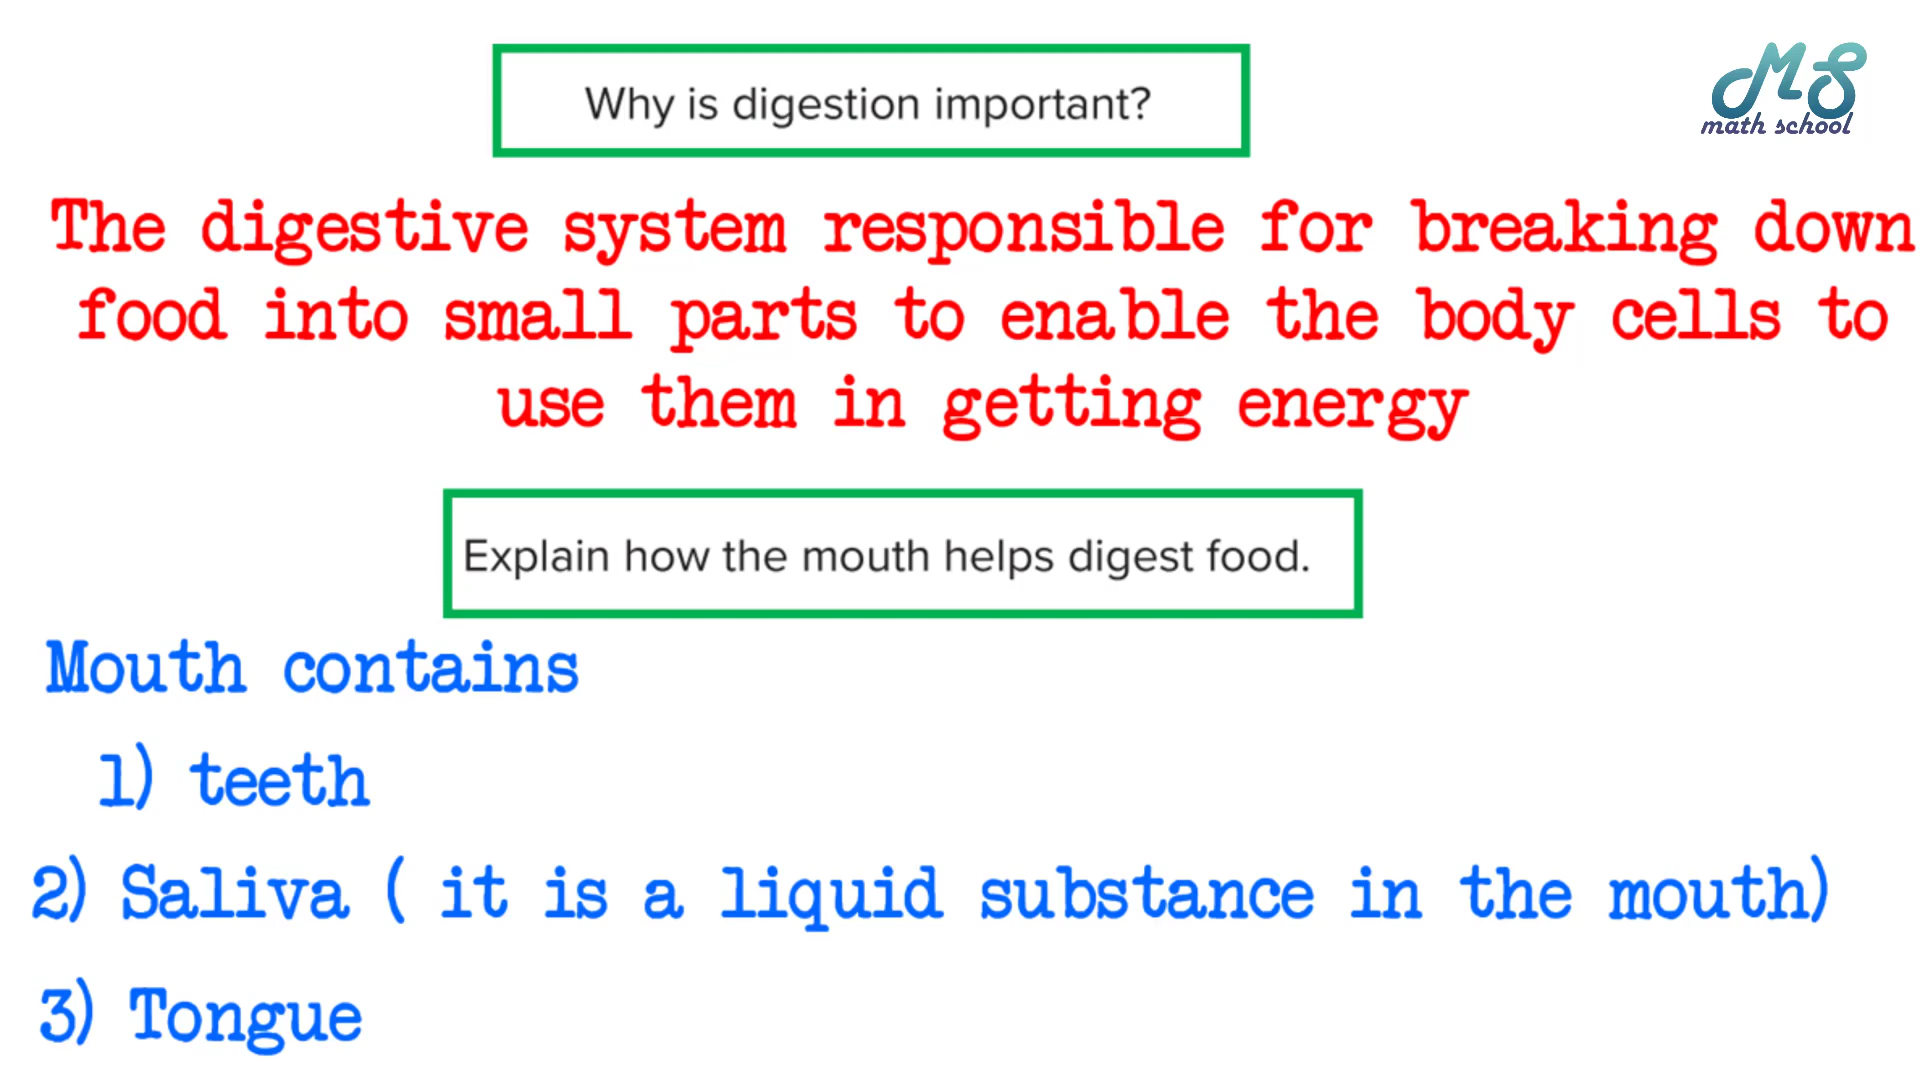 MS
math school
Why is digestion important?
The digestive system responsible for breaking down
food into small parts to enable the body cells to
use them in getting energy
Explain how the mouth helps digest food.
Mouth contains
1) teeth
2) Saliva ( it is a liquid substance in the mouth)
3) Tongue